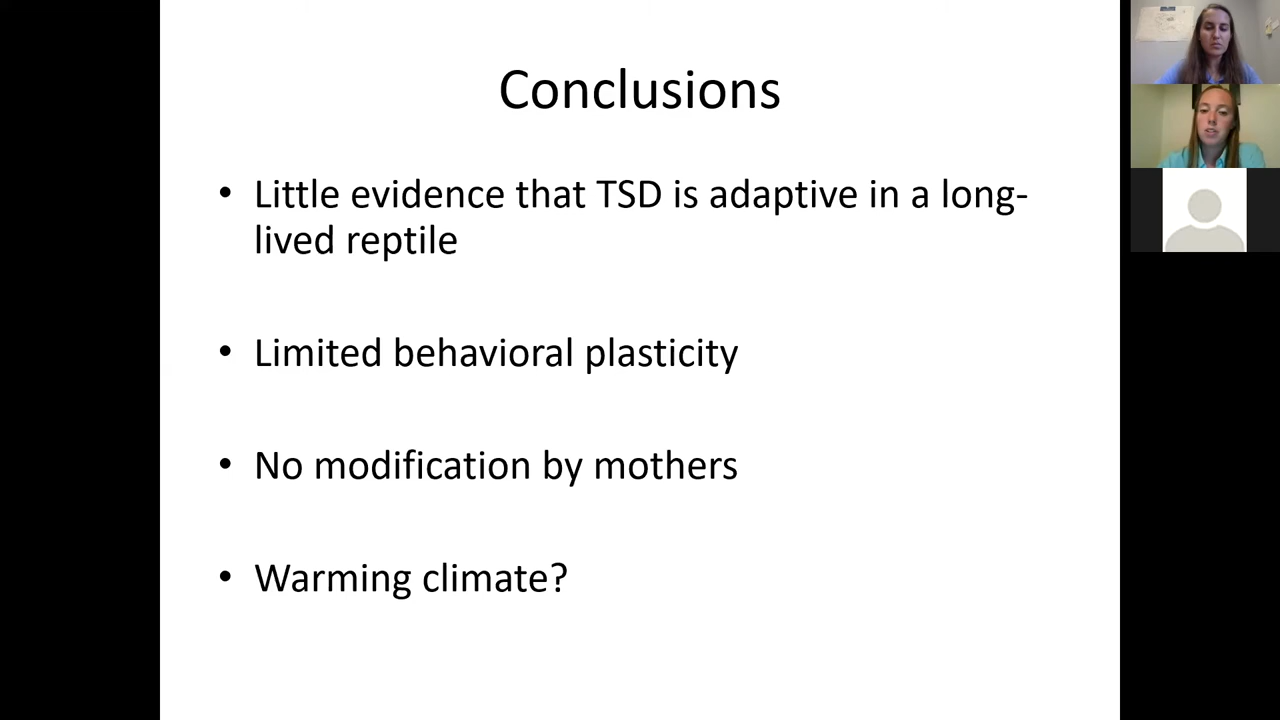 Conclusions
• Little evidence that TSD is adaptive in a long-
lived reptile
• Limited behavioral plasticity
• No modification by mothers
• Warming climate?